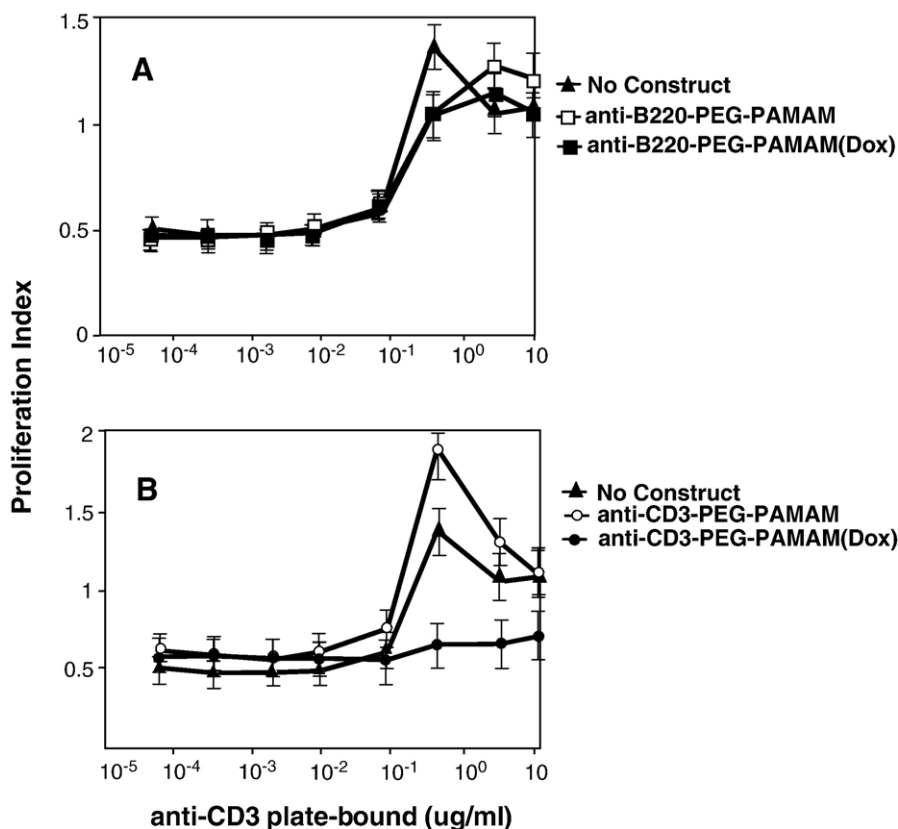 1.5
A
1
0.5
0
10-5 10-4 10-3 10-2 10-1 100 10
No Construct
anti-B220-PEG-PAMAM
anti-B220-PEG-PAMAM(Dox)
Proliferation Index
2
B
1.5
1
0.5
10-5 10-4 10-3 10-2 10-1 100 10
No Construct
anti-CD3-PEG-PAMAM
anti-CD3-PEG-PAMAM(Dox)
anti-CD3 plate-bound (ug/ml)